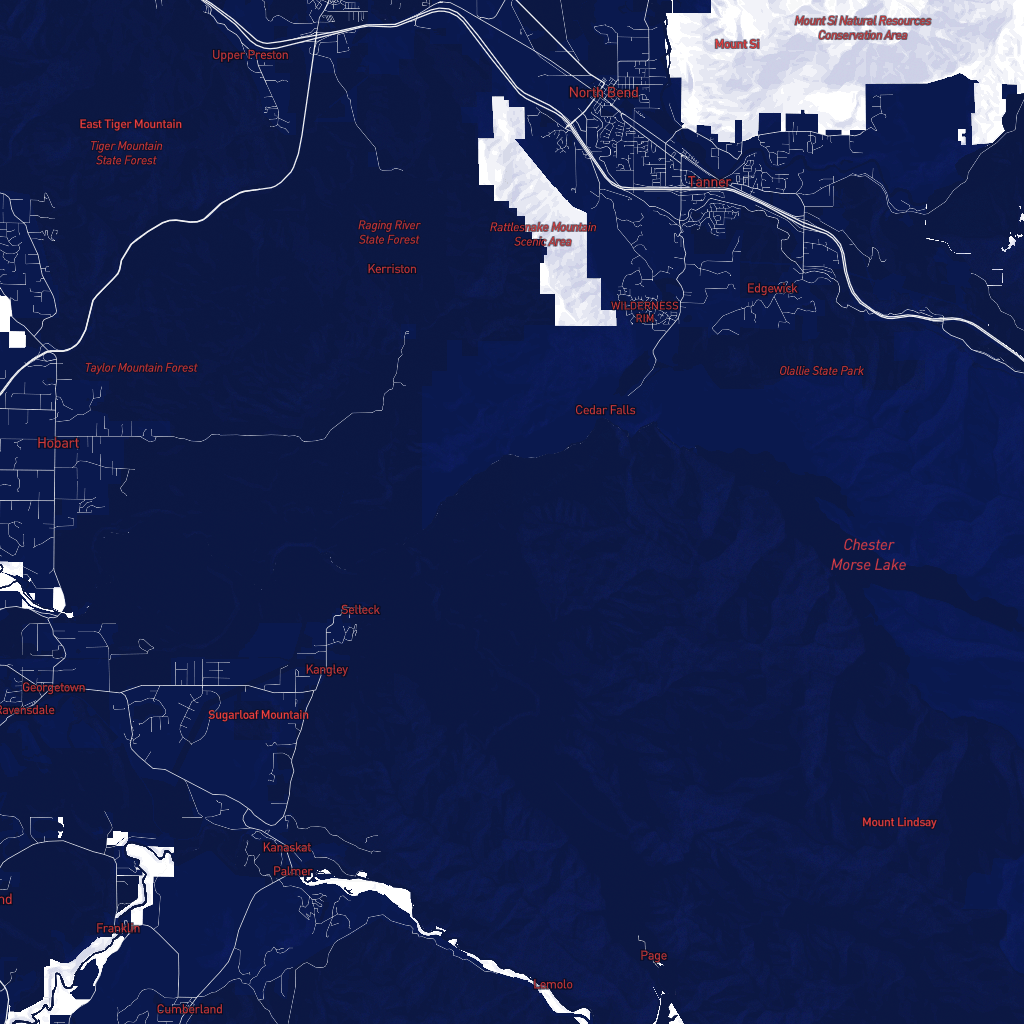 Mount Si Natural Resources
Conservation Area
Mount Si
Upper Preston
North Bend
East Tiger Mountain
Tiger Mountain
State Forest
Tanner
Raging River
State Forest
Rattlesnake Mountain
Scenic Area
Kerriston
Edgewick
WILDERNESS
RIM
Taylor Mountain Forest
Olallie State Park
Cedar Falls
Hobart
Chester
Morse Lake
Selleck
Kangley
Georgetown
Ravensdale
Sugarloaf Mountain
Mount Lindsay
Kanaskat
Palmer
nd
Franklin
Page
Lemolo
Cumberland